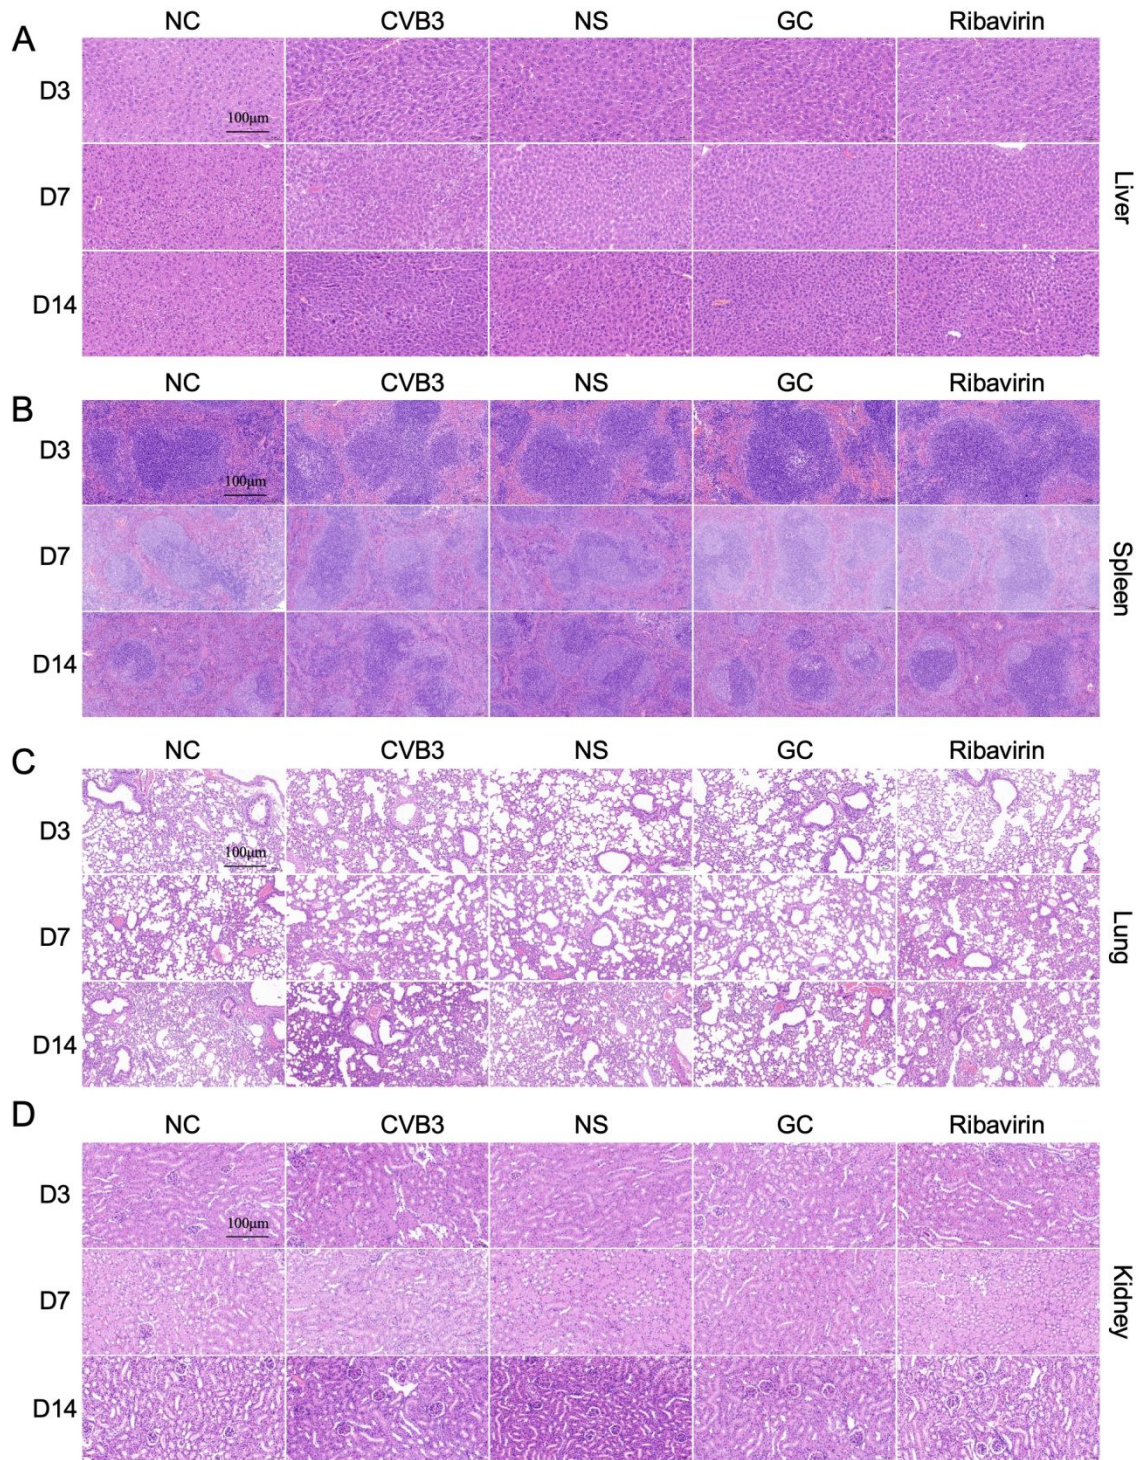 A
NC CVB3 NS GC Ribavirin
D3
100μm
D7
D14
Liver
B
NC CVB3 NS GC Ribavirin
D3
100μm
D7
D14
Spleen
C
NC CVB3 NS GC Ribavirin
D3
100μm
D7
D14
Lung
D
NC CVB3 NS GC Ribavirin
D3
100μm
D7
D14
Kidney